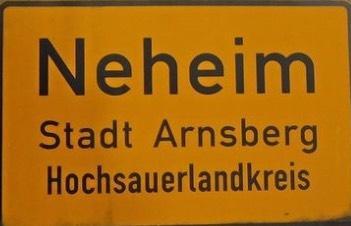 Neheim
Stadt Arnsberg
Hochsauerlandkreis